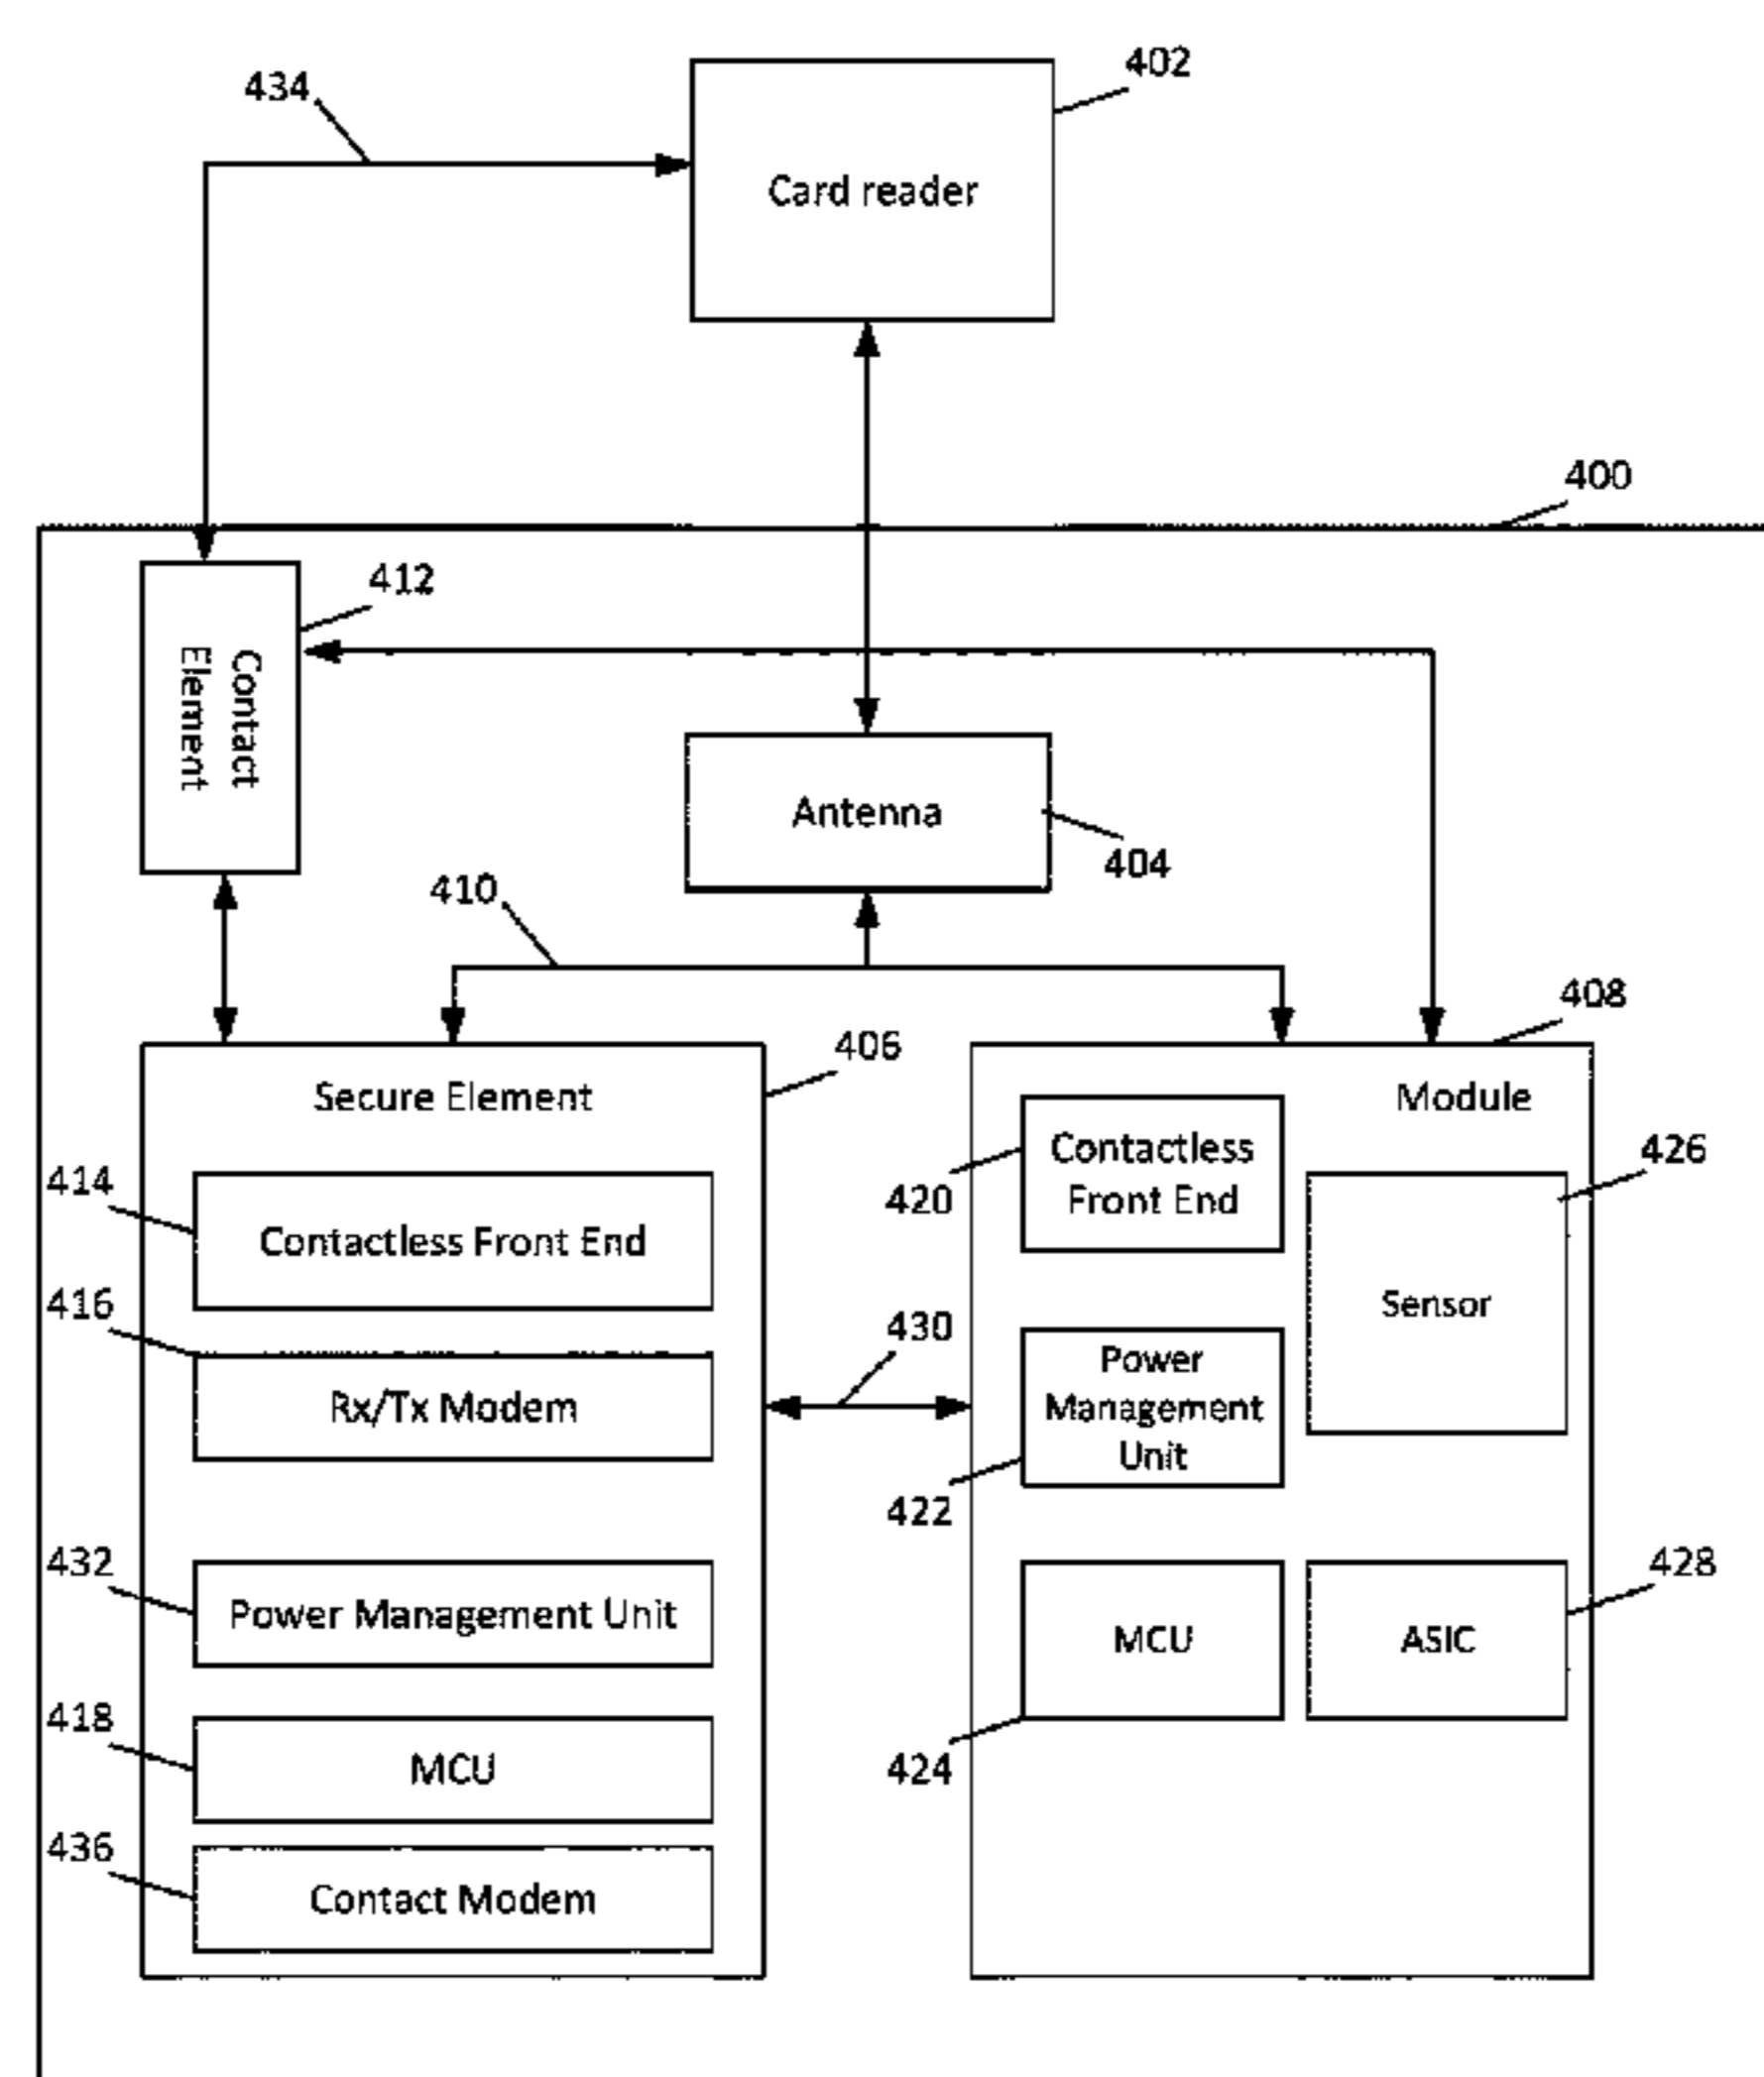 402
434
Card reader
400
412
Contact
Element
Antenna
404
410
408
406
Secure Element
Module
414
Contactless Front End
Contactless
Front End
420
426
Sensor
416
Rx/Tx Modem
430
Power
Management
Unit
422
432
Power Management Unit
428
MCU
ASIC
418
MCU
424
436
Contact Modem